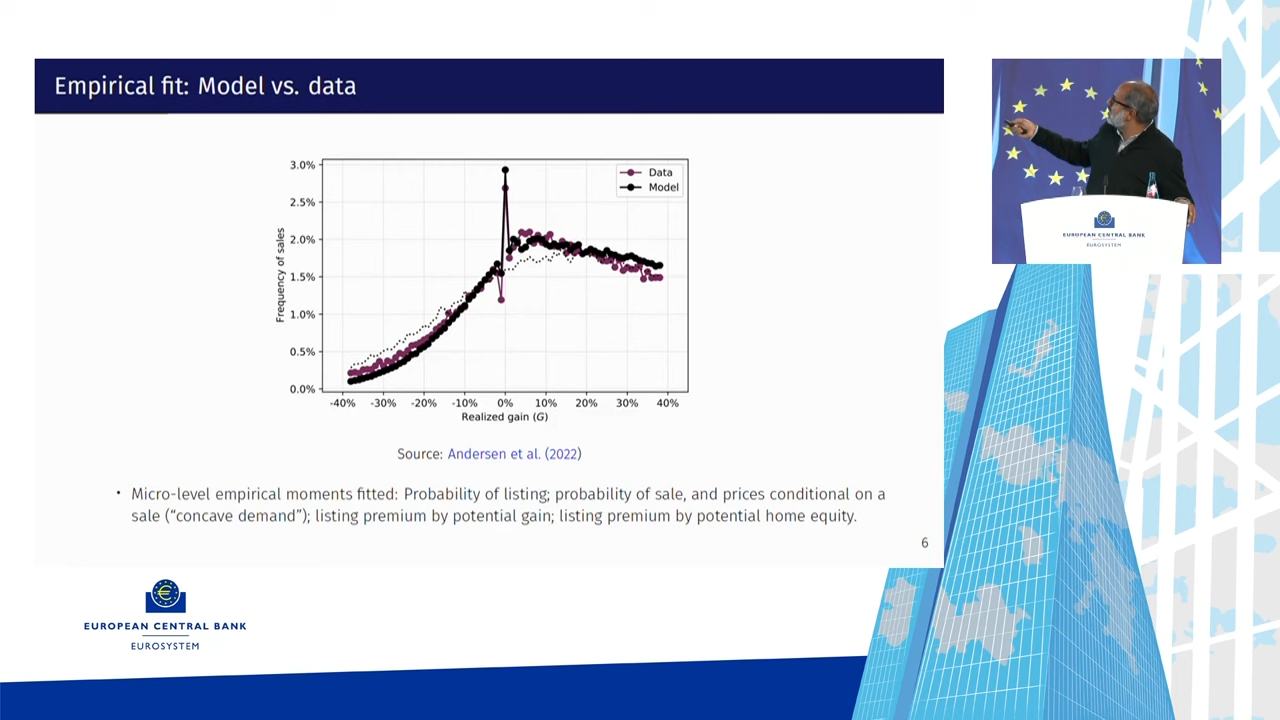 Empirical fit: Model vs. data
3.0%
2.5%
2.0%
1.5%
1.0%
0.5%
0.0%
Frequency of sales
Data
Model
-40% -30% -20% -10% 0% 10% 20% 30% 40%
Realized gain (G)
Source: Andersen et al. (2022)
• Micro-level empirical moments fitted: Probability of listing; probability of sale, and prices conditional on a
sale (“concave demand”); listing premium by potential gain; listing premium by potential home equity.
6
EUROPEAN CENTRAL BANK
EUROSYSTEM
EUROPEAN CENTRAL BANK
EUROSYSTEM